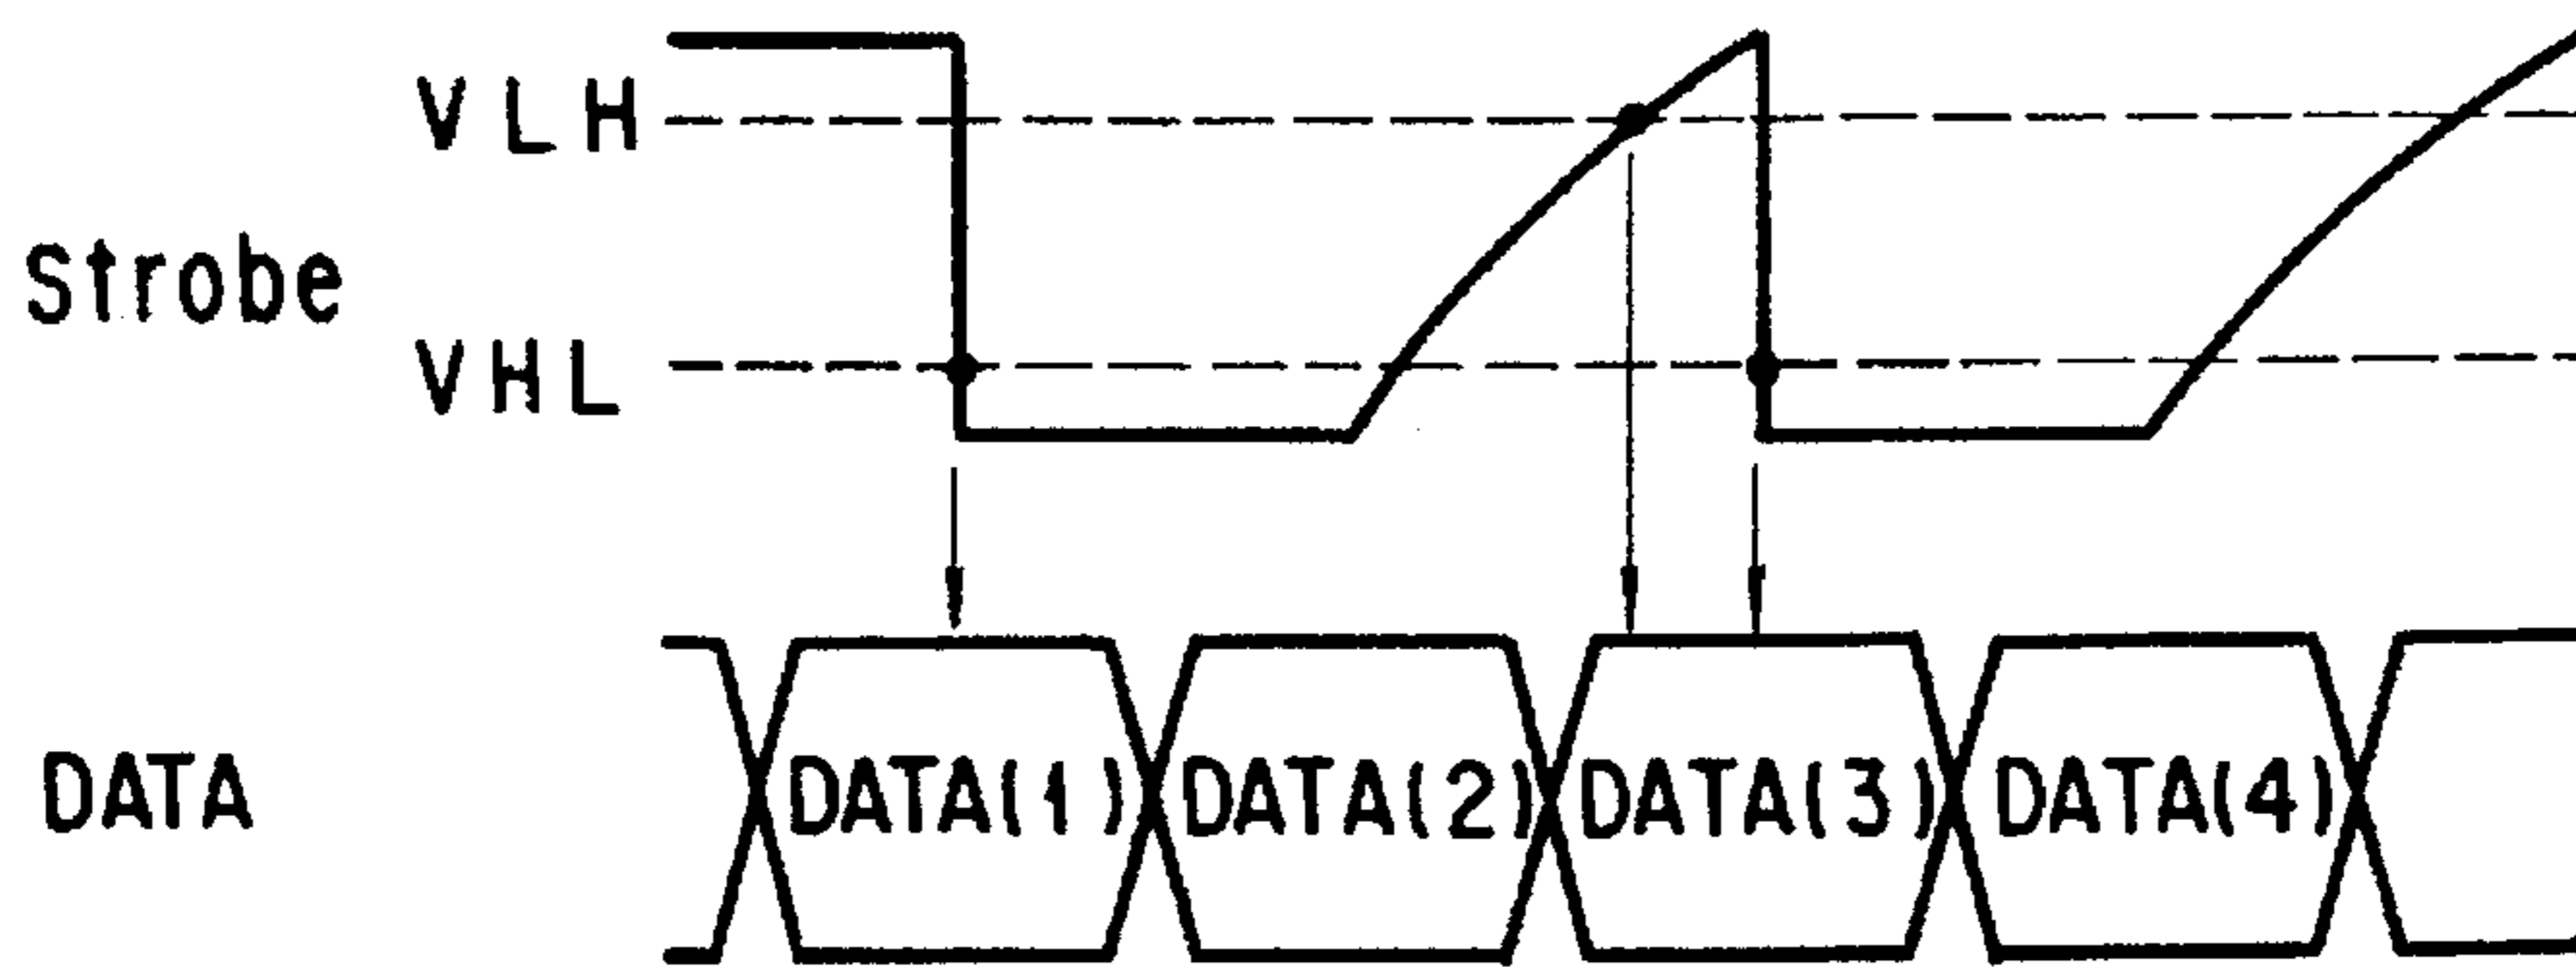 VLH
Strobe
VHL
DATA
DATA(1) DATA(2) DATA(3) DATA(4)